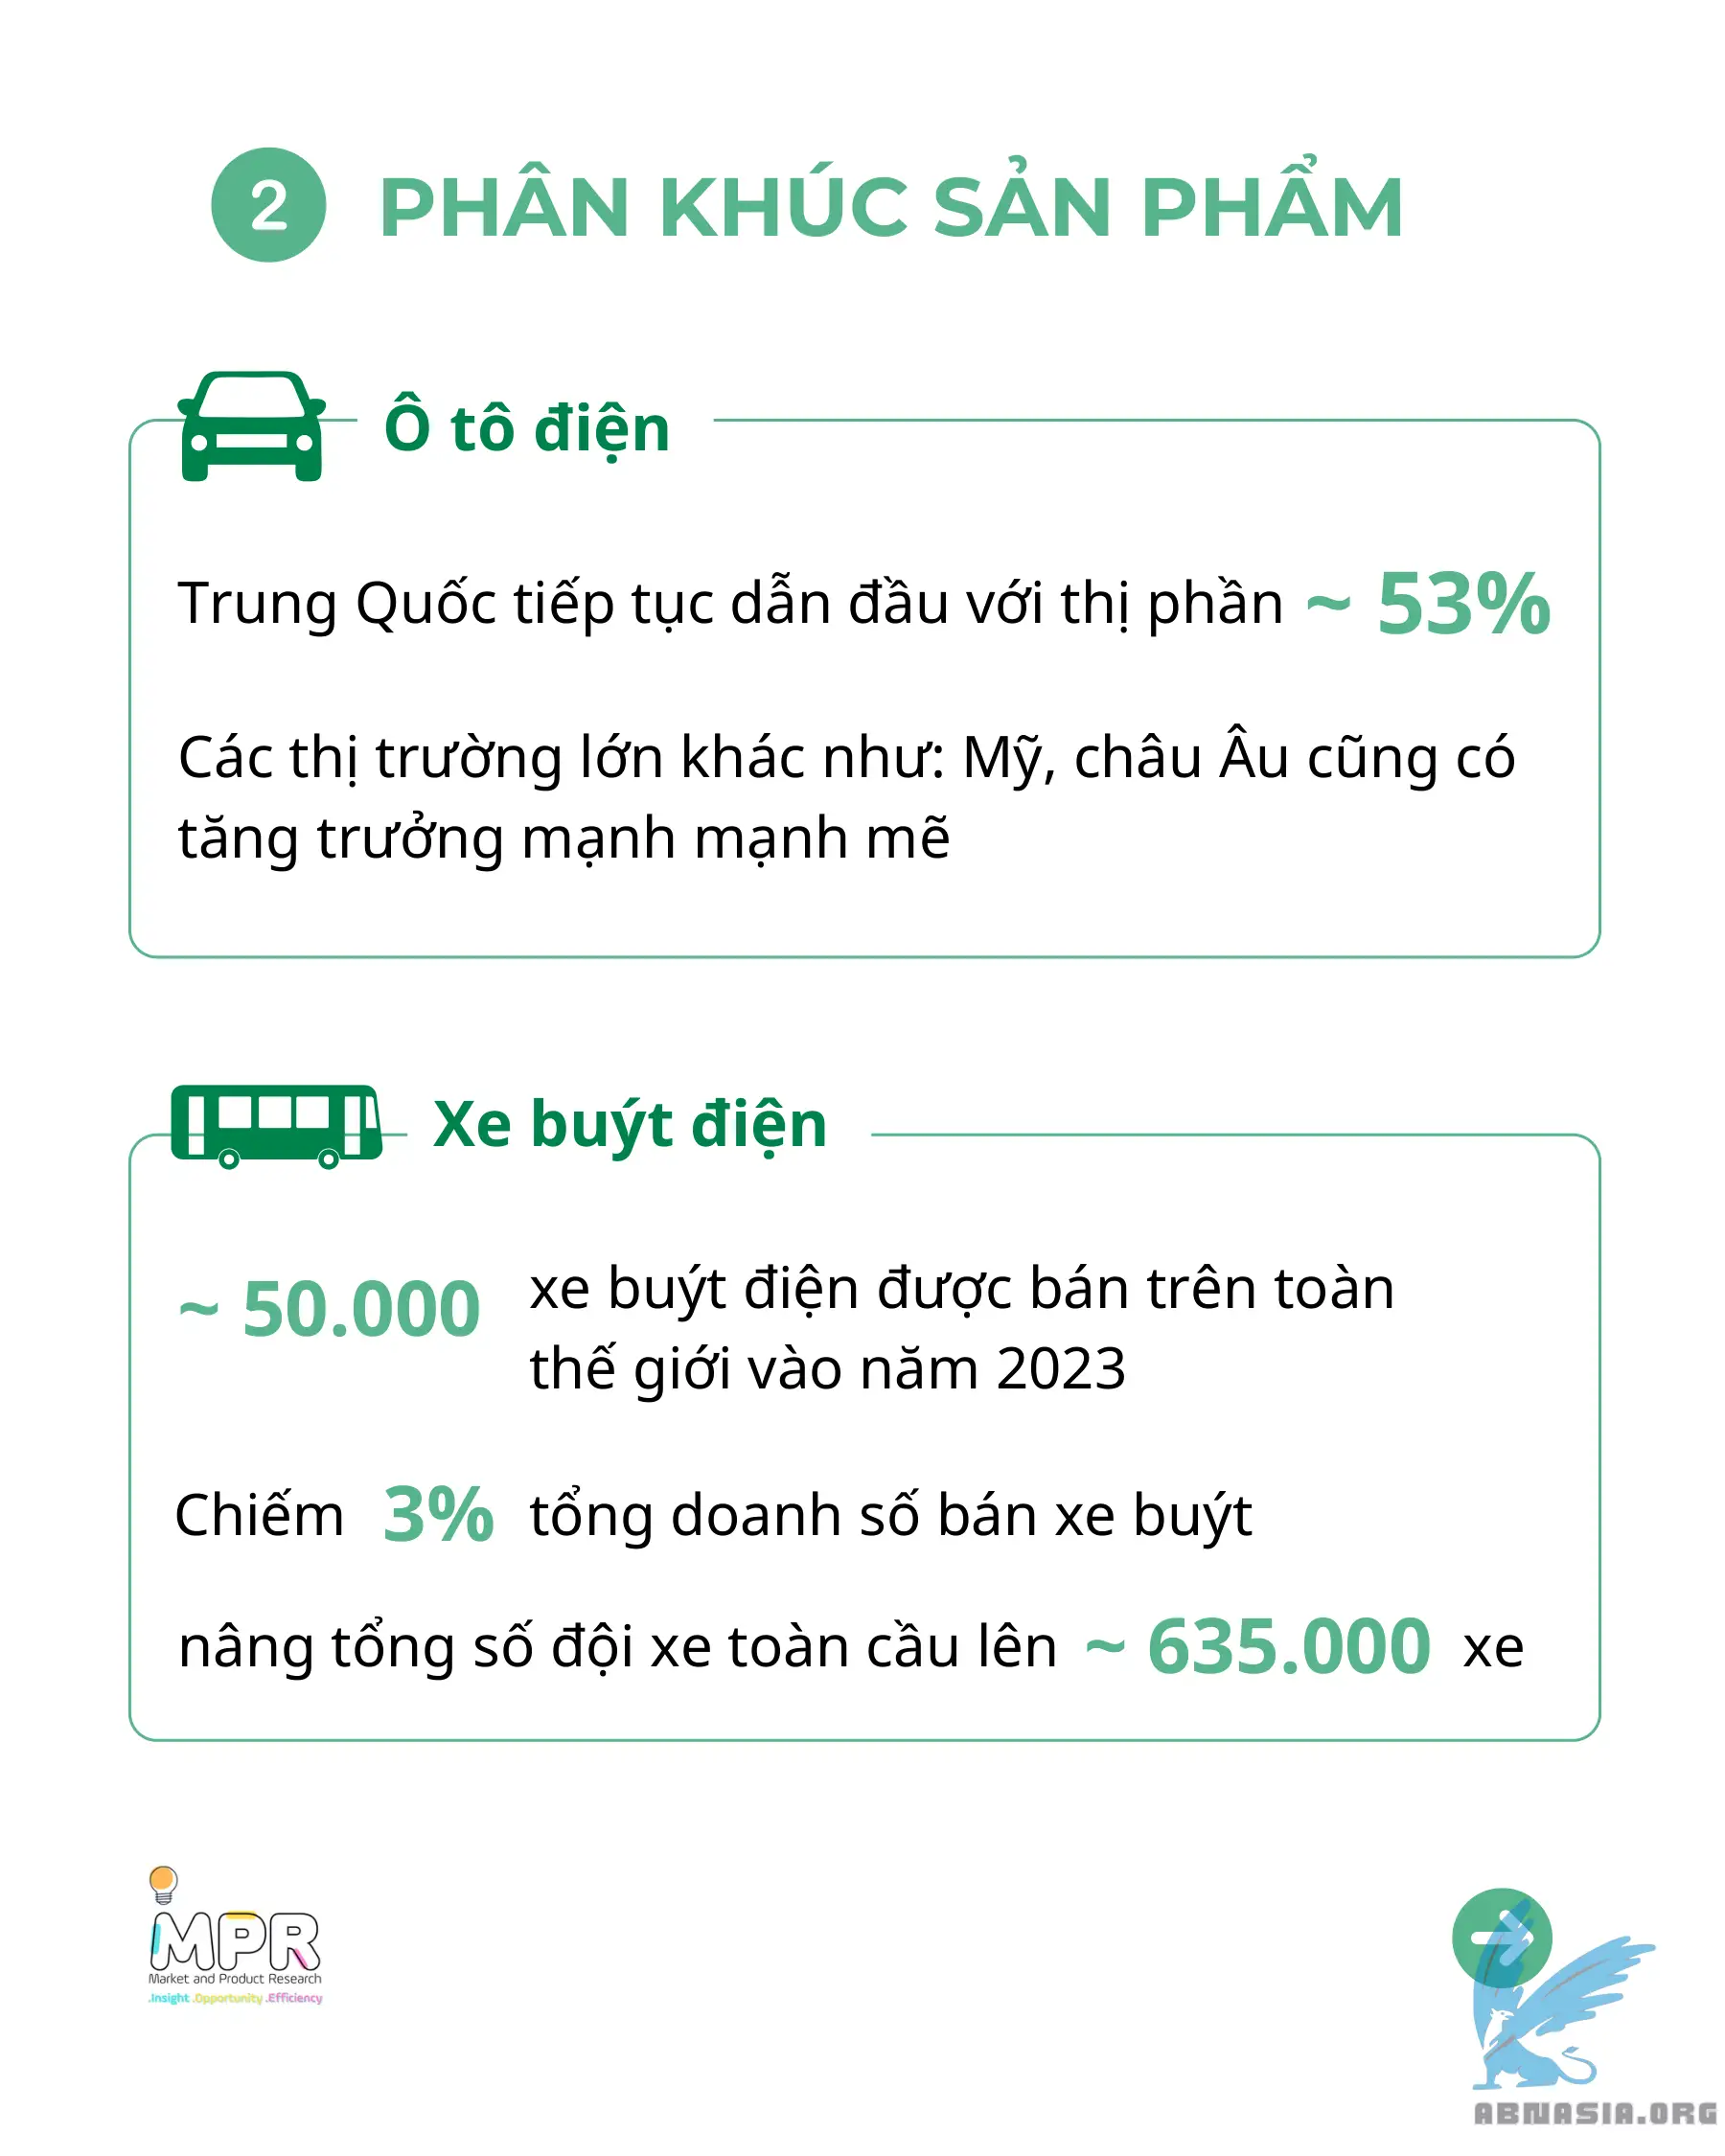 2 PHÂN KHÚC SẢN PHẨM
Ô tô điện
Trung Quốc tiếp tục dẫn đầu với thị phần ~ 53%
Các thị trường lớn khác như: Mỹ, châu Âu cũng có
tăng trưởng mạnh mạnh mẽ
Xe buýt điện
~ 50.000 xe buýt điện được bán trên toàn
thế giới vào năm 2023
Chiếm 3% tổng doanh số bán xe buýt
nâng tổng số đội xe toàn cầu lên ~ 635.000 xe
MPR
Market and Product Research
.Insight .Opportunity .Efficiency
ABNASIA.ORG